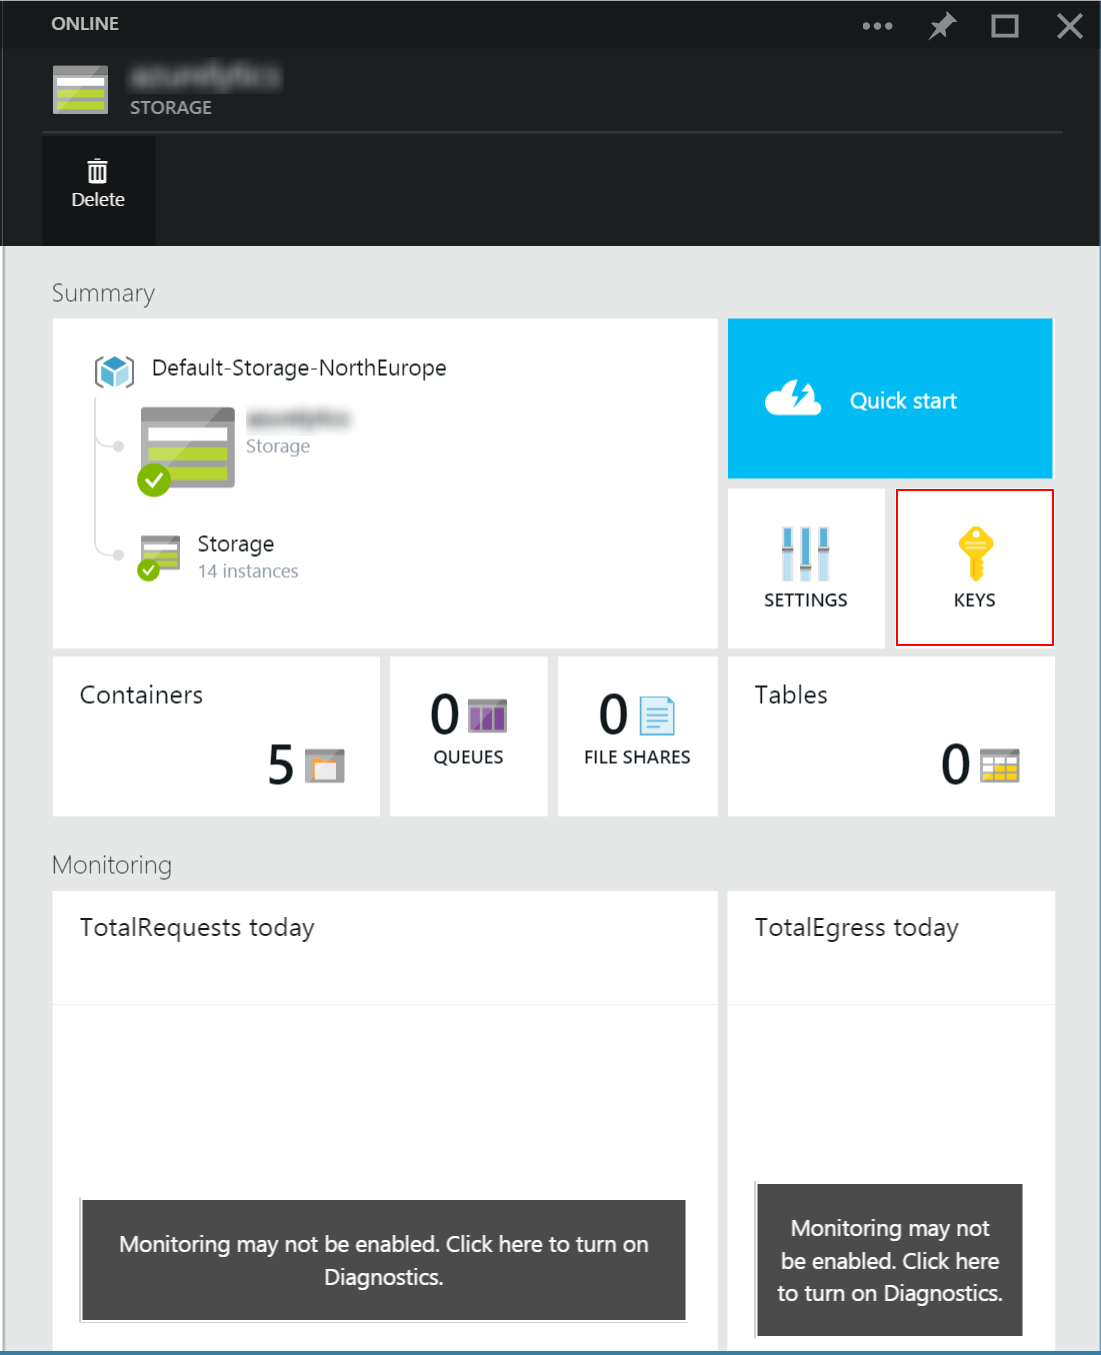 ONLINE
STORAGE
Delete
Summary
Default-Storage-NorthEurope
Storage
Storage
14 instances
Quick start
SETTINGS
KEYS
Containers
5
0
QUEUES
0
FILE SHARES
Tables
0
Monitoring
TotalRequests today
Monitoring may not be enabled. Click here to turn on
Diagnostics.
TotalEgress today
Monitoring may not
be enabled. Click here
to turn on Diagnostics.